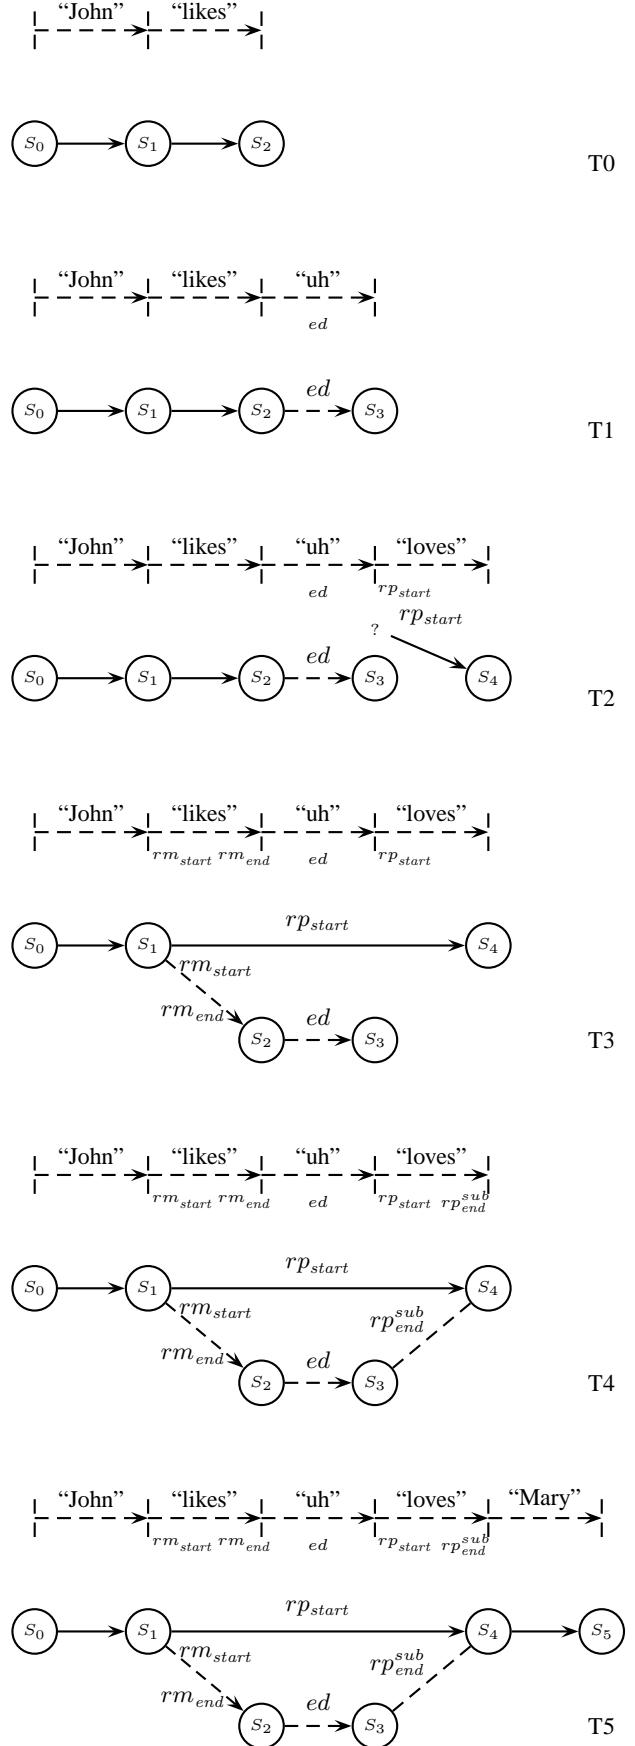 “John” “likes”
S0 S1 S2
T0
“John” “likes” “uh”
ed
ed
S0 S1 S2 S3
T1
“John” “likes” “uh” “loves”
ed rp_start
? rp_start
ed
S0 S1 S2 S3 S4
T2
“John” “likes” “uh” “loves”
rm_start rm_end ed rp_start
rp_start
S0 S1 S4
rm_start
rm_end ed
S2 S3
T3
“John” “likes” “uh” “loves”
rm_start rm_end ed rp_start rp_end^sub
rp_start
S0 S1 S4
rm_start rp_end^sub
rm_end ed
S2 S3
T4
“John” “likes” “uh” “loves” “Mary”
rm_start rm_end ed rp_start rp_end^sub
rp_start
S0 S1 S4 S5
rm_start rp_end^sub
rm_end ed
S2 S3
T5